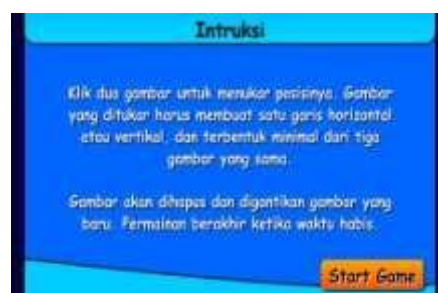 Intruksi
Klik dua gambar untuk menukar posisinya. Gambar
yang ditukar harus membuat satu garis horizontal
atau vertikal, dan terbentuk minimal dari tiga
gambar yang sama.
Gambar akan dihapus dan digantikan gambar yang
baru. Permainan berakhir ketika waktu habis.
Start Game